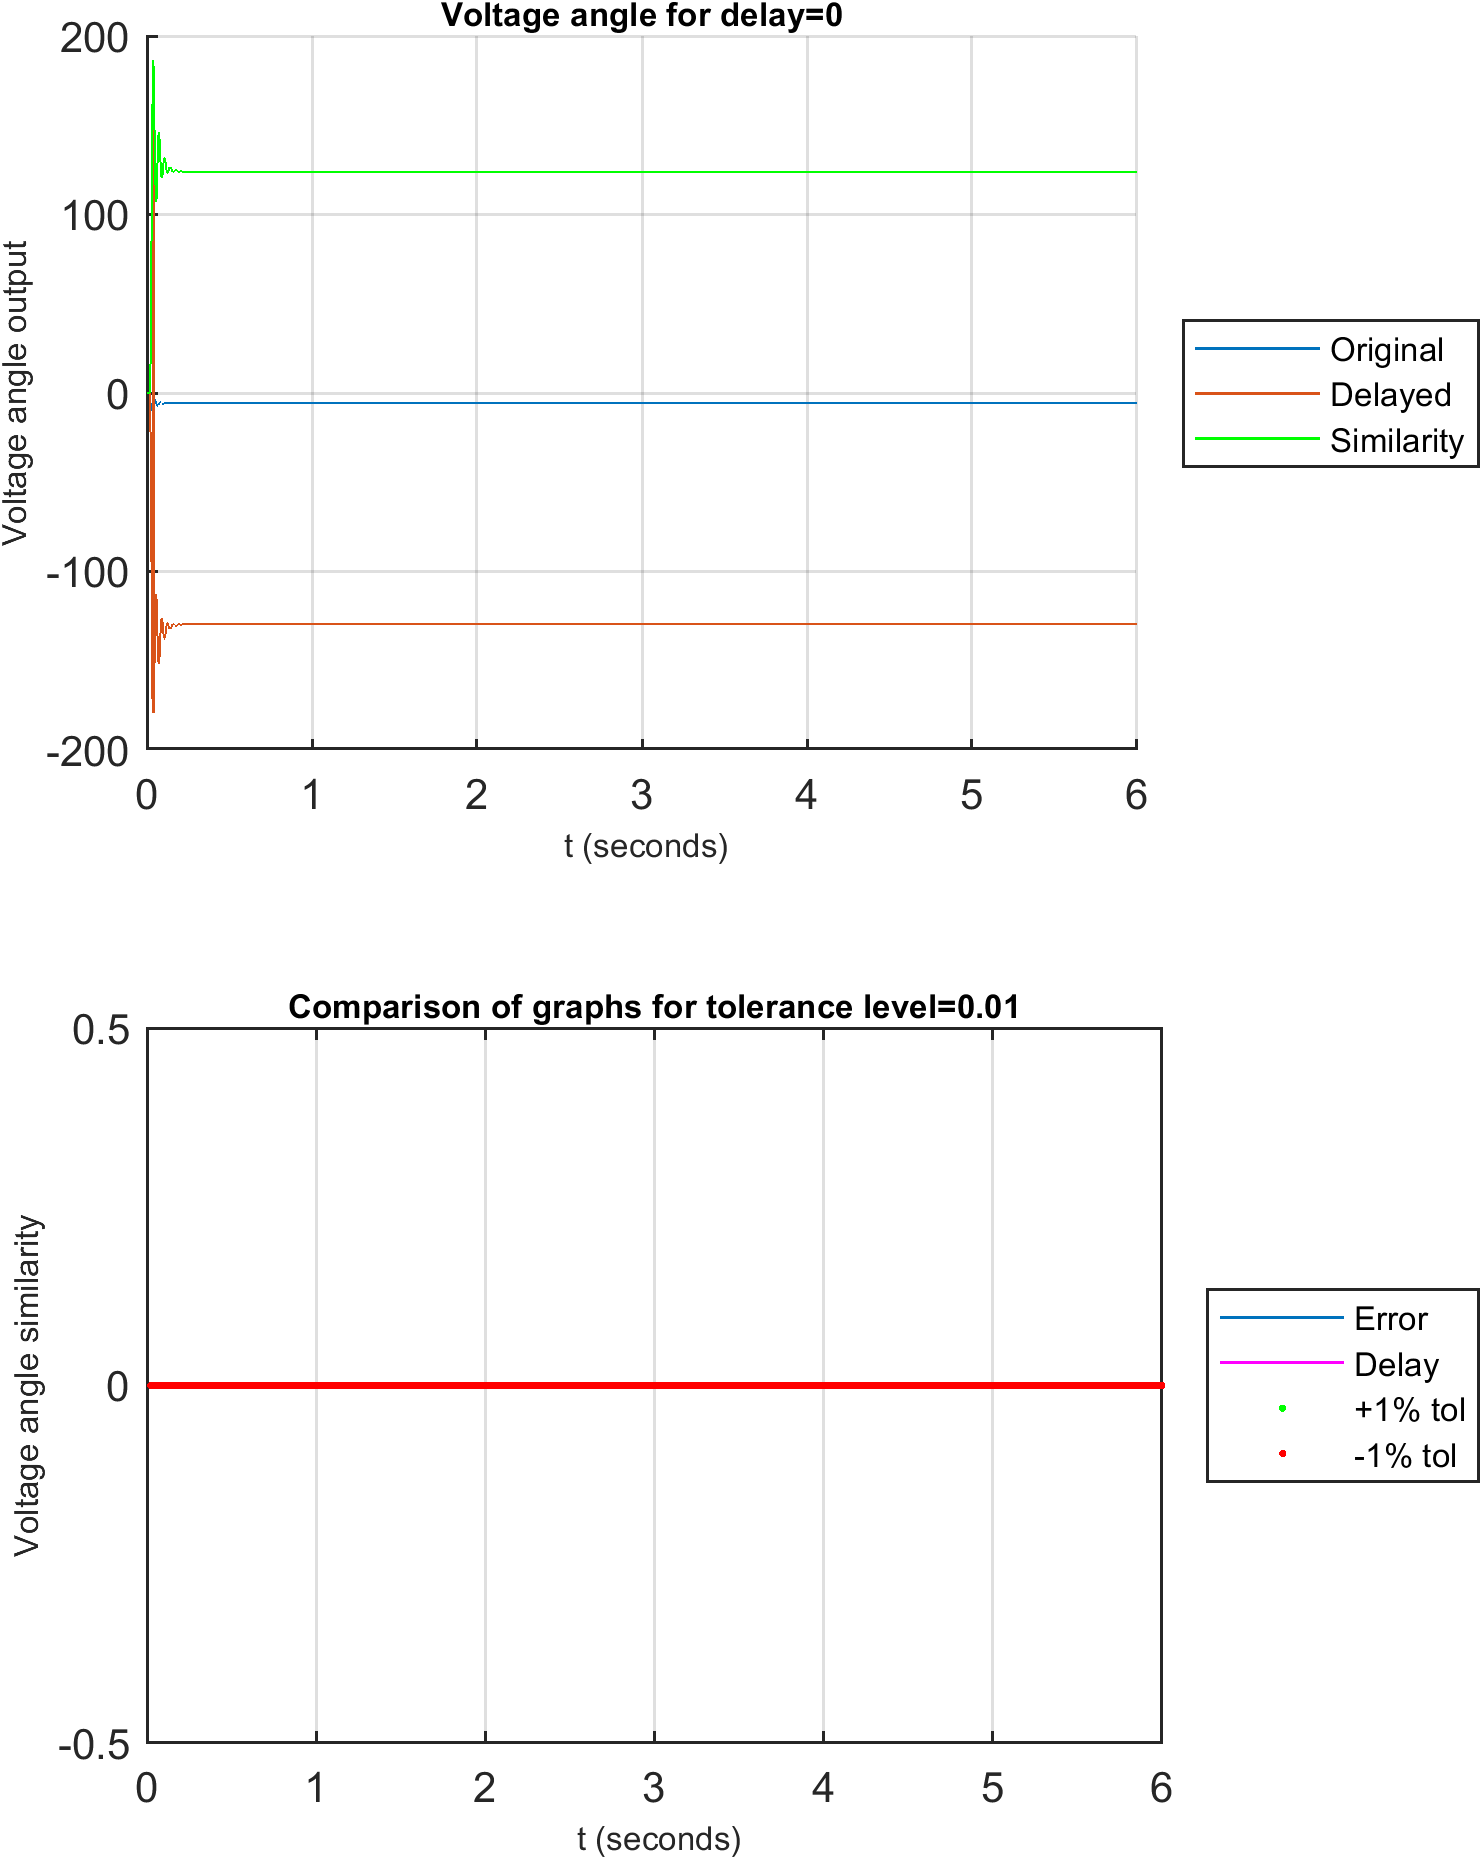 Voltage angle for delay=0
200
100
0
-100
-200
Voltage angle output
0 1 2 3 4 5 6
t (seconds)
Original
Delayed
Similarity
Comparison of graphs for tolerance level=0.01
0.5
0
-0.5
Voltage angle similarity
0 1 2 3 4 5 6
t (seconds)
Error
Delay
+1% tol
-1% tol